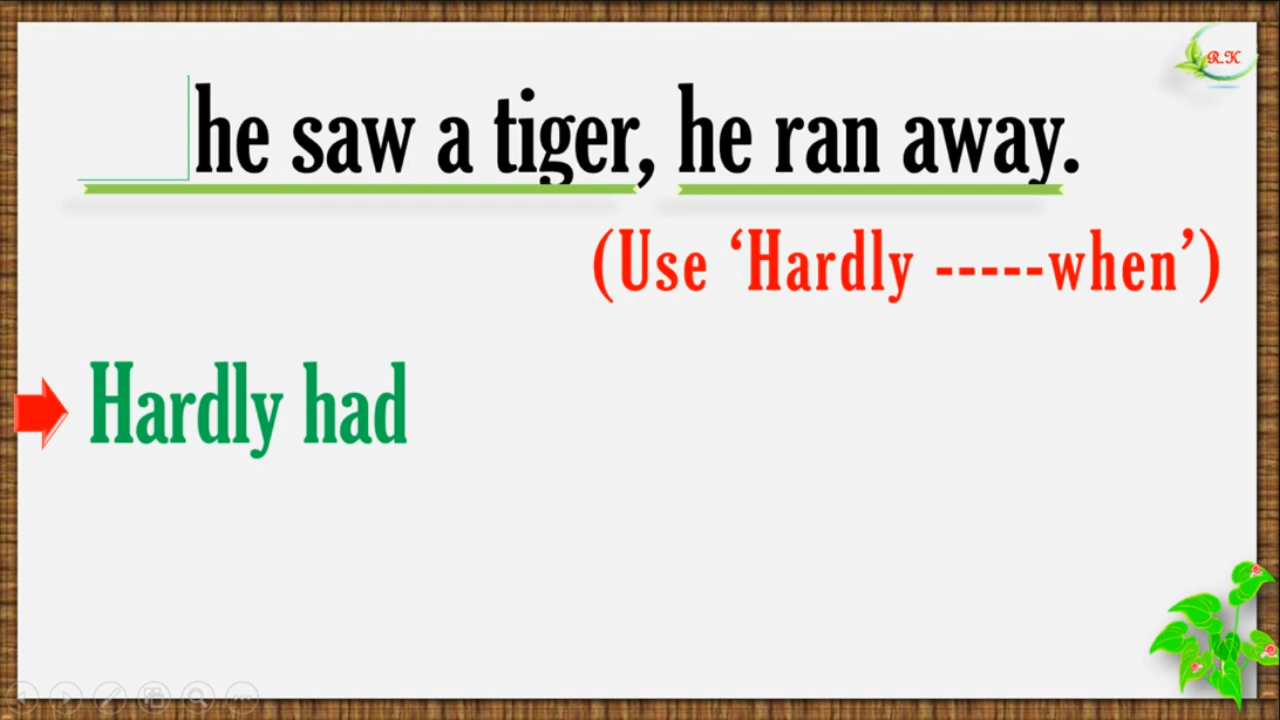 R.K
he saw a tiger, he ran away.
(Use ‘Hardly -----when’)
Hardly had